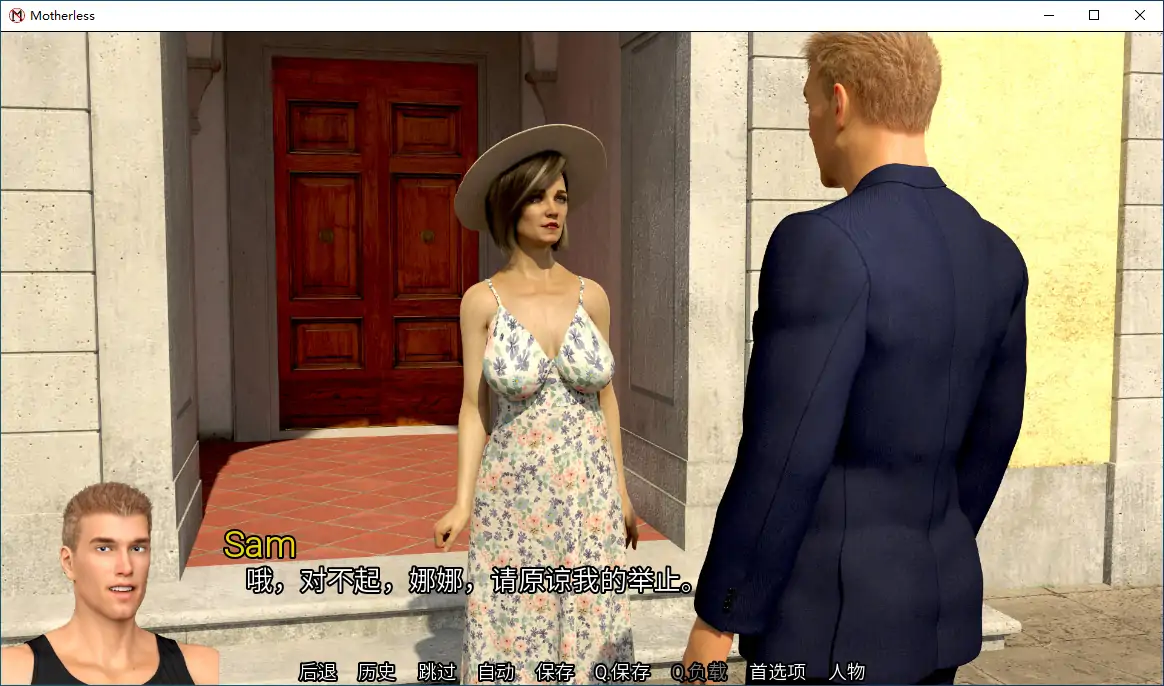 Motherless
Sam
哦，对不起，娜娜，请原谅我的举止。
后退 历史 跳过 自动 保存 Q.保存 Q.负载 首选项 人物